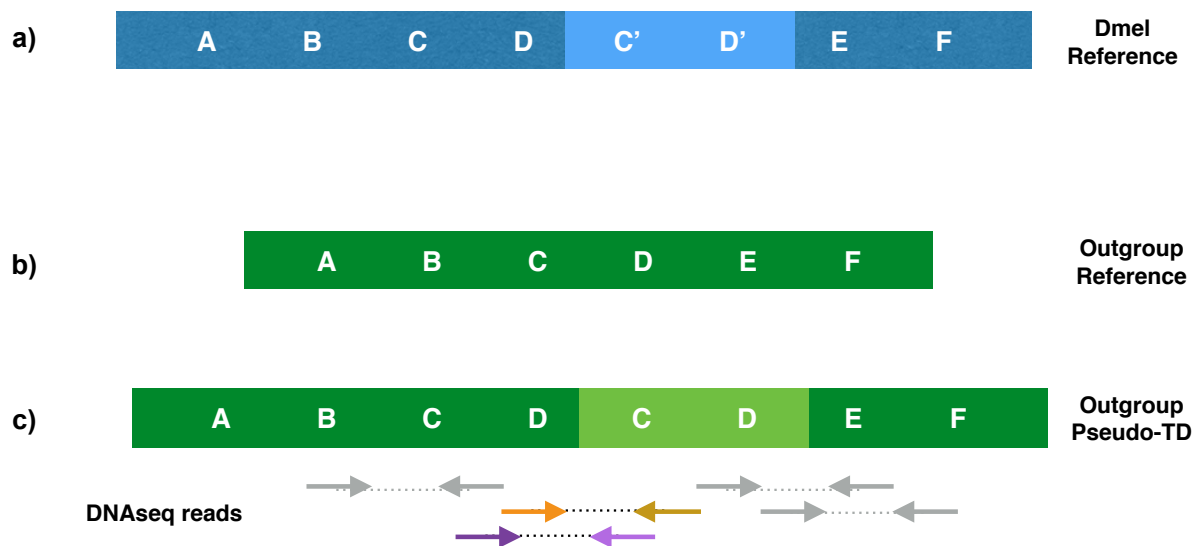 a) A B C D C’ D’ E F Dmel
Reference
b) A B C D E F Outgroup
Reference
c) A B C D C D E F Outgroup
Pseudo-TD
DNAseq reads